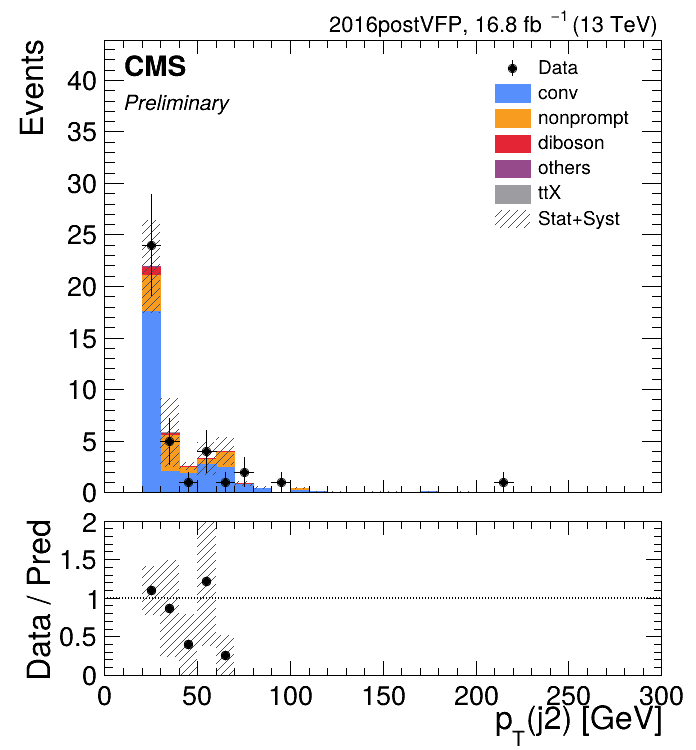 2016postVFP, 16.8 fb ⁻¹ (13 TeV)
CMS
Preliminary
Events
40
35
30
25
20
15
10
5
0
Data
conv
nonprompt
diboson
others
ttX
Stat+Syst
Data / Pred
2
1.5
1
0.5
0
0 50 100 150 200 250 300
p_T(j2) [GeV]